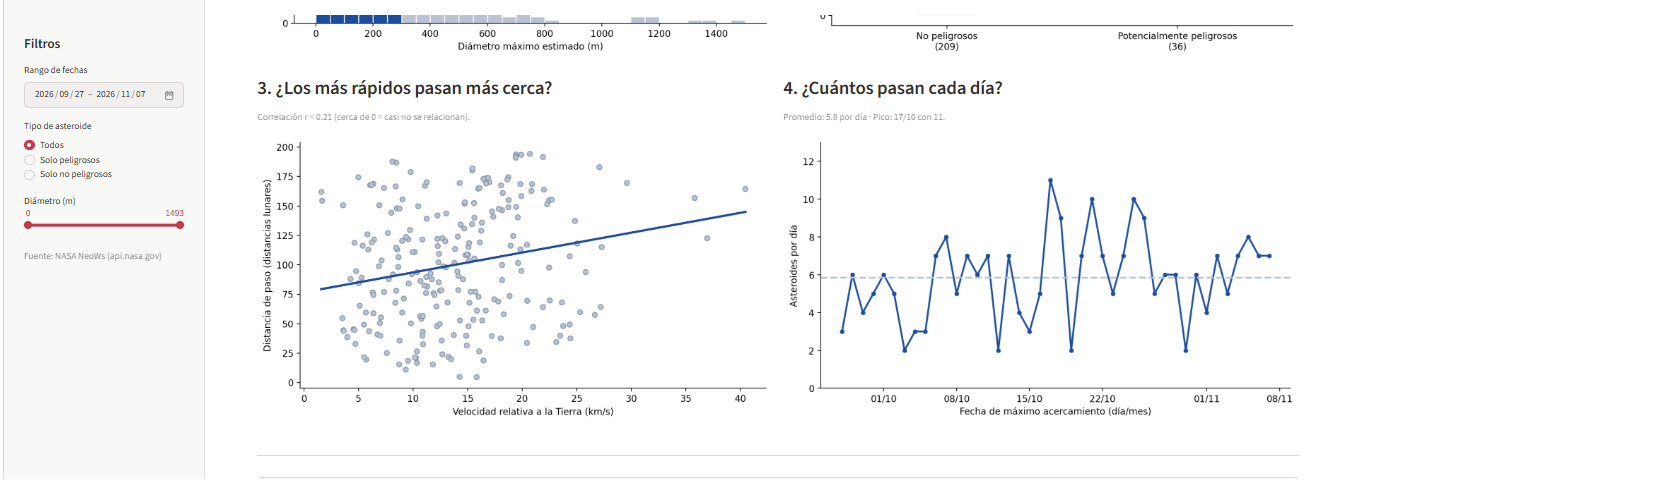 Filtros
Rango de fechas
2026/09/27 – 2026/11/07
Tipo de asteroide
Todos
Solo peligrosos
Solo no peligrosos
Diámetro (m)
0 1493
Fuente: NASA NeoWs (api.nasa.gov)
0
0 200 400 600 800 1000 1200 1400
Diámetro máximo estimado (m)
0
No peligrosos Potencialmente peligrosos
(209) (36)
3. ¿Los más rápidos pasan más cerca?
Correlación r = 0.21 (cerca de 0 = casi no se relacionan).
Distancia de paso (distancias lunares)
200
175
150
125
100
75
50
25
0
0 5 10 15 20 25 30 35 40
Velocidad relativa a la Tierra (km/s)
4. ¿Cuántos pasan cada día?
Promedio: 5.8 por día · Pico: 17/10 con 11.
Asteroides por día
12
10
8
6
4
2
0
01/10 08/10 15/10 22/10 01/11 08/11
Fecha de máximo acercamiento (día/mes)